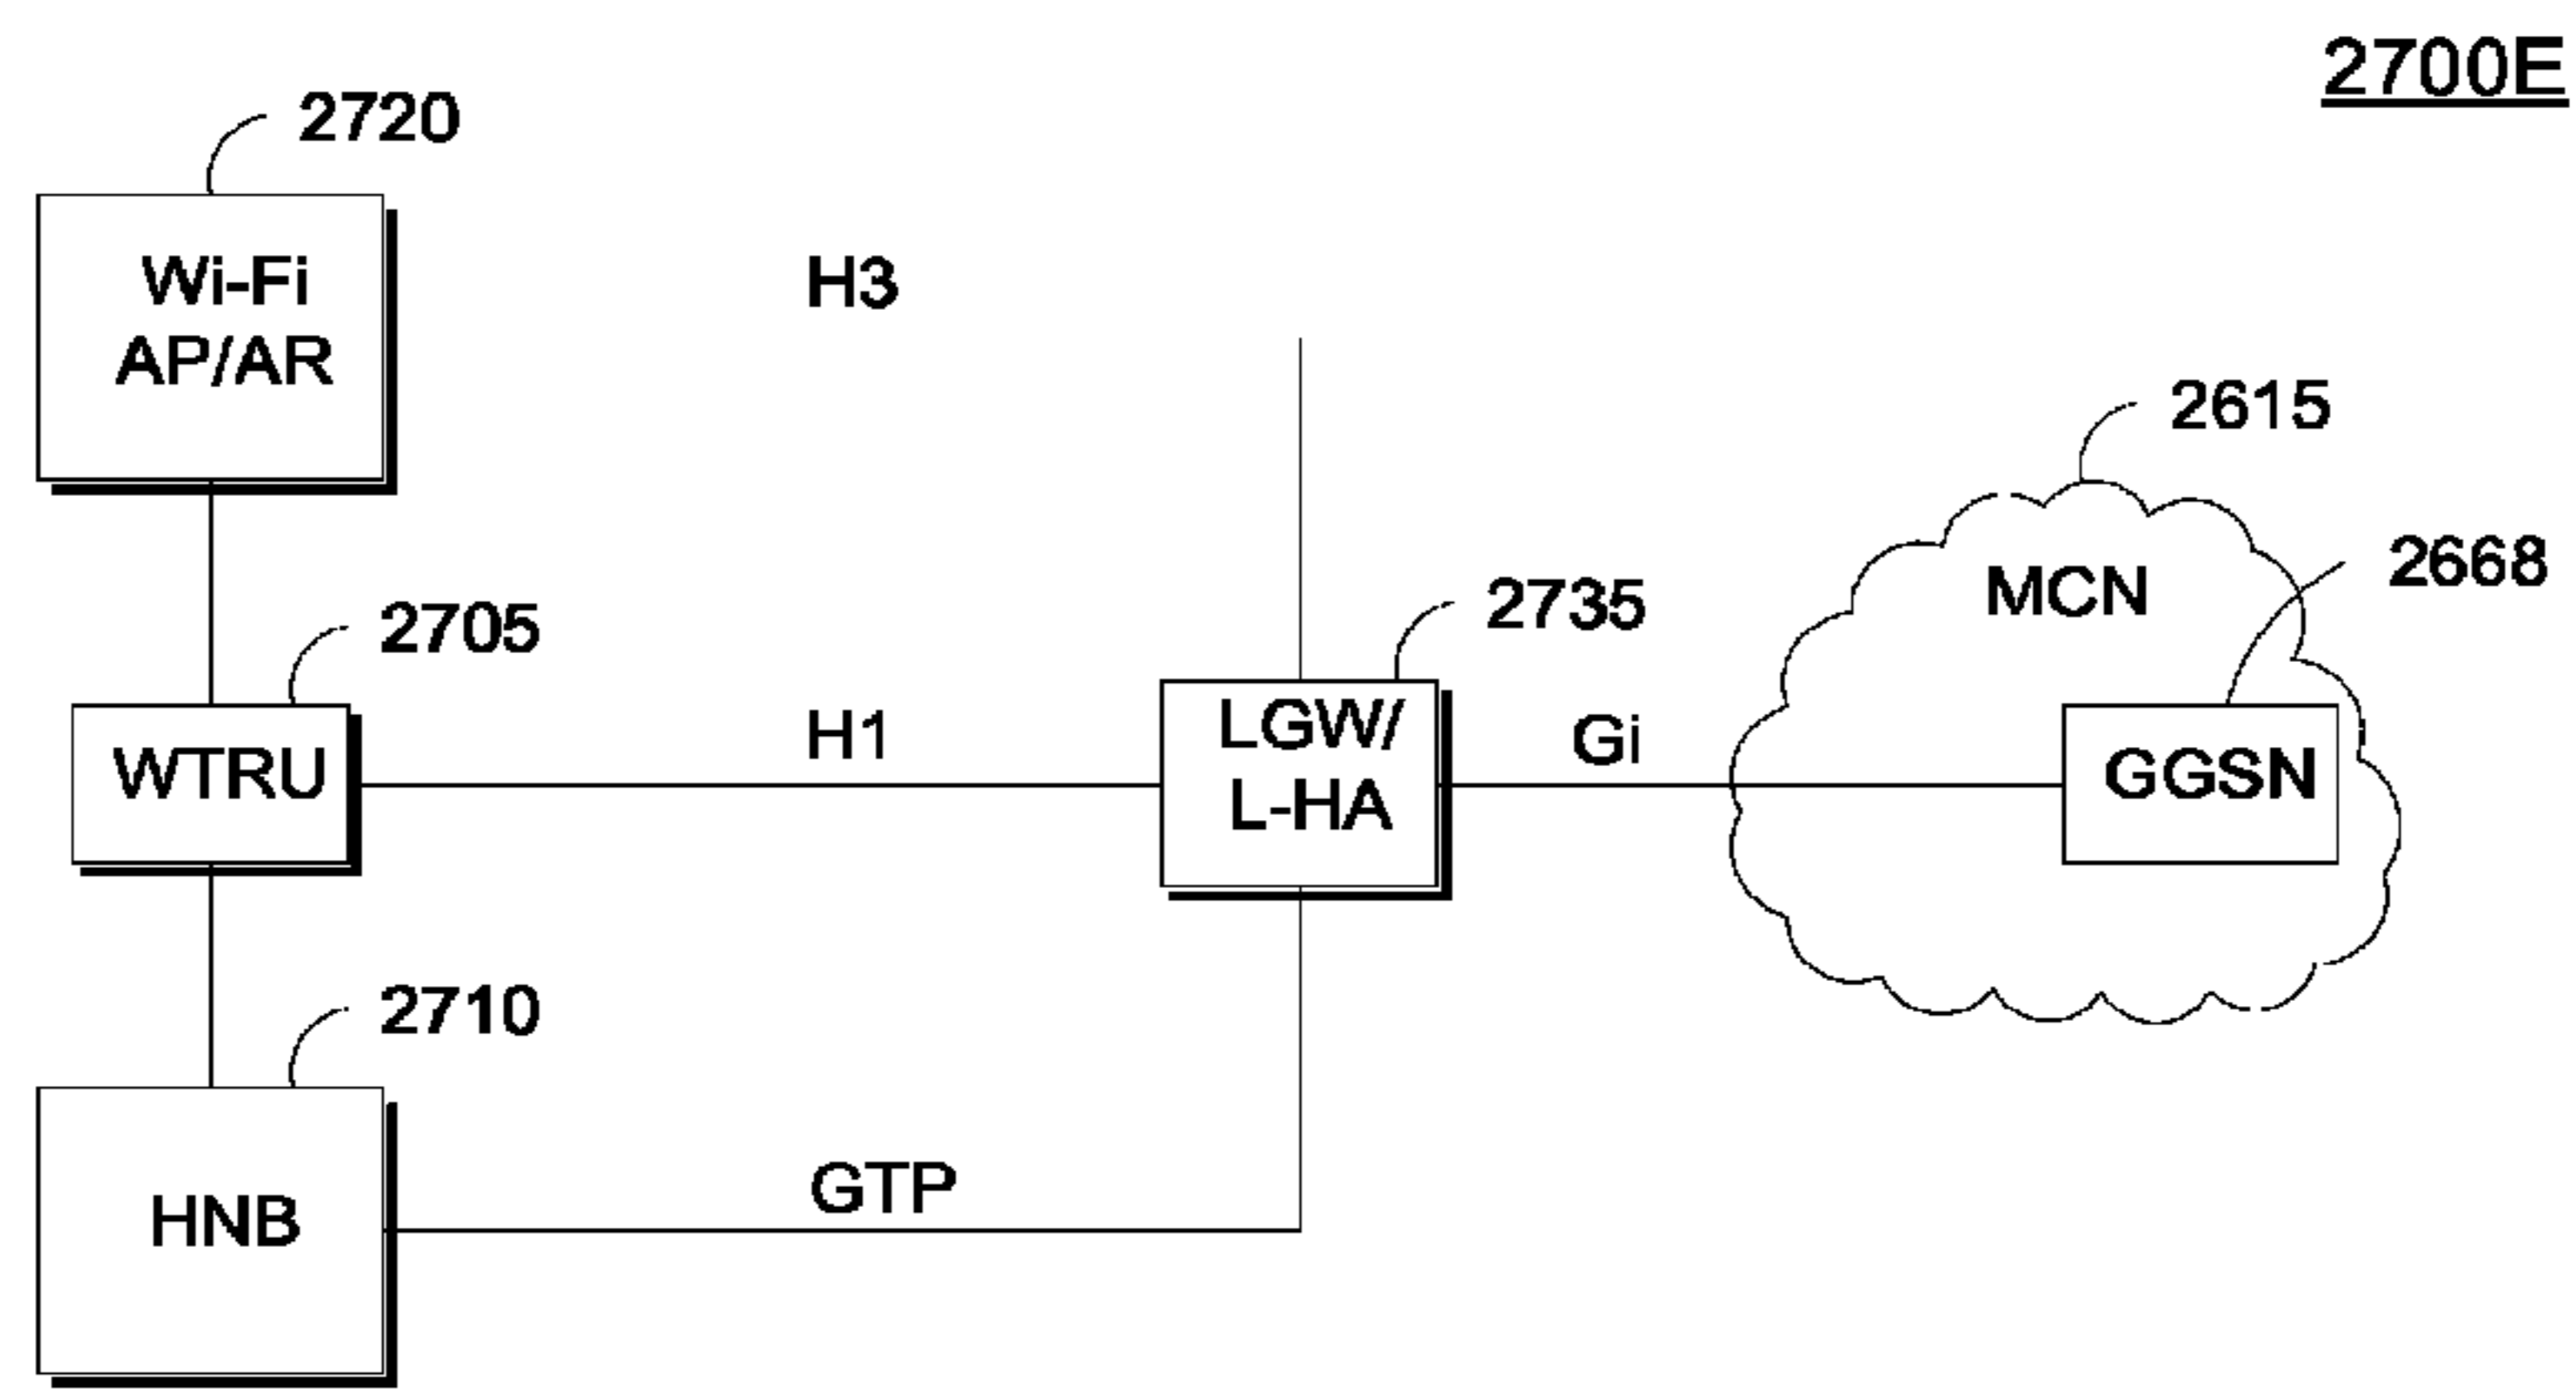 2700E
2720
Wi-Fi
AP/AR
H3
2615
MCN
2668
2705
2735
WTRU
H1
LGW/
L-HA
Gi
GGSN
2710
HNB
GTP